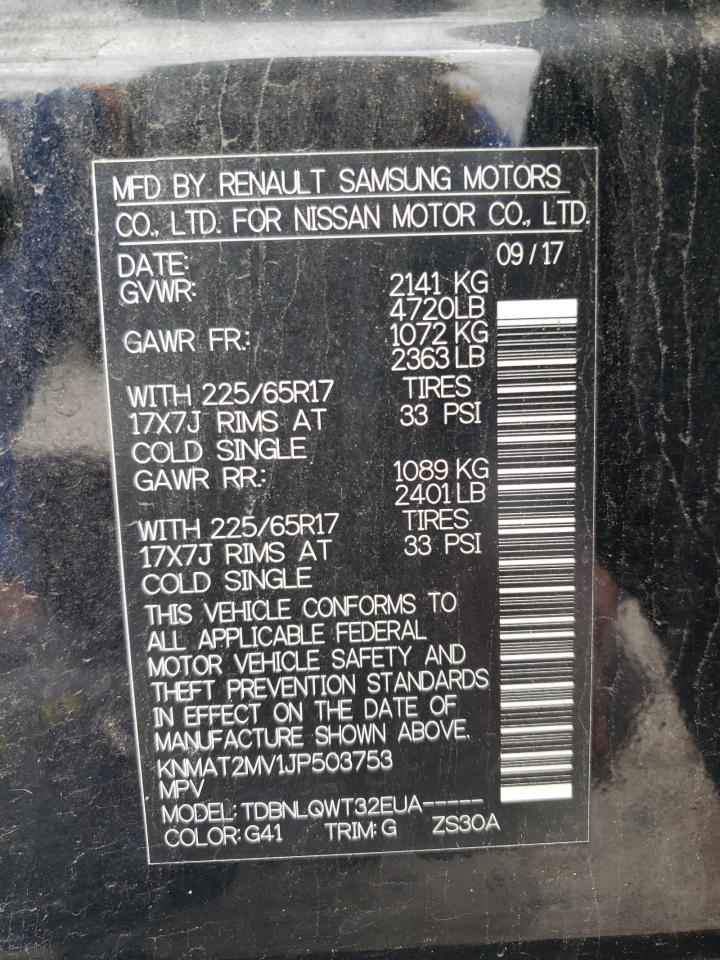 MFD BY RENAULT SAMSUNG MOTORS
CO., LTD. FOR NISSAN MOTOR CO., LTD.
DATE: 09/17
GVWR: 2141 KG
4720LB
GAWR FR: 1072 KG
2363LB
WITH 225/65R17 TIRES
17X7J RIMS AT 33 PSI
COLD SINGLE
GAWR RR: 1089 KG
2401LB
WITH 225/65R17 TIRES
17X7J RIMS AT 33 PSI
COLD SINGLE
THIS VEHICLE CONFORMS TO
ALL APPLICABLE FEDERAL
MOTOR VEHICLE SAFETY AND
THEFT PREVENTION STANDARDS
IN EFFECT ON THE DATE OF
MANUFACTURE SHOWN ABOVE.
KNMAT2MV1JP503753
MPV
MODEL:TDBNLQWT32EUA-----
COLOR:G41 TRIM:G ZS30A